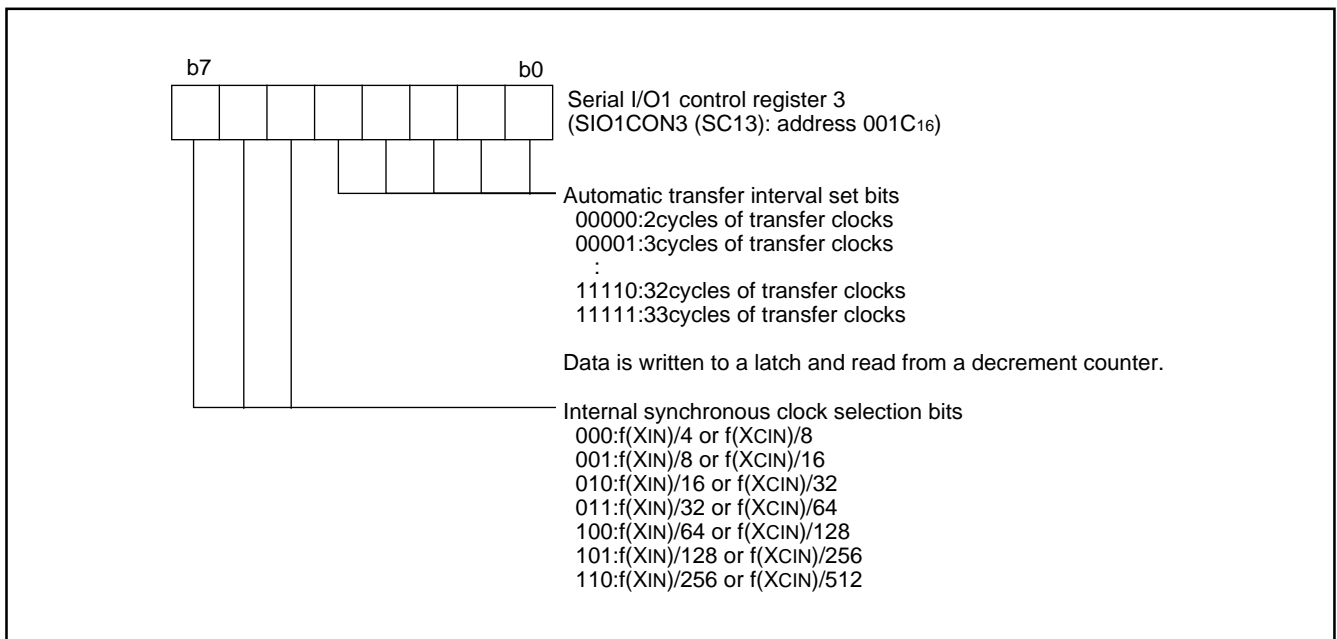 b7 b0
Serial I/O1 control register 3
(SIO1CON3 (SC13): address 001C16)
Automatic transfer interval set bits
00000:2cycles of transfer clocks
00001:3cycles of transfer clocks
:
11110:32cycles of transfer clocks
11111:33cycles of transfer clocks
Data is written to a latch and read from a decrement counter.
Internal synchronous clock selection bits
000:f(XIN)/4 or f(XCIN)/8
001:f(XIN)/8 or f(XCIN)/16
010:f(XIN)/16 or f(XCIN)/32
011:f(XIN)/32 or f(XCIN)/64
100:f(XIN)/64 or f(XCIN)/128
101:f(XIN)/128 or f(XCIN)/256
110:f(XIN)/256 or f(XCIN)/512